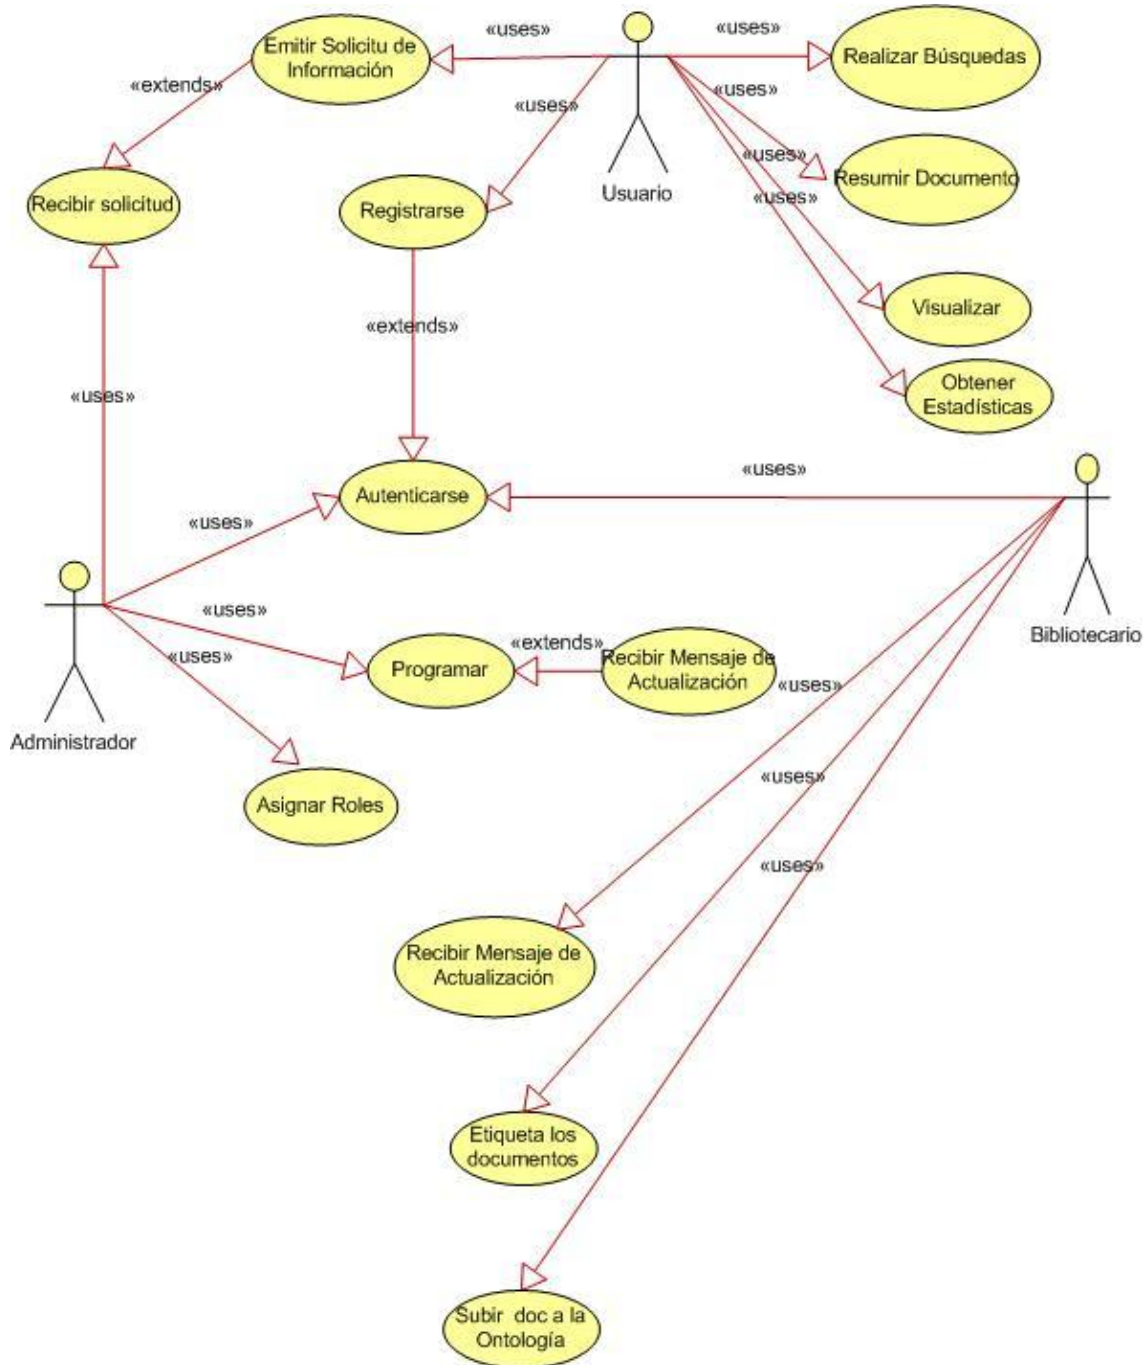 Emitir Solicitu de
Información
«uses»
«uses»
Realizar Búsquedas
«extends»
«uses»
«uses»
«uses»
Resumir Documento
Recibir solicitud
Registrarse
Usuario
«uses»
Visualizar
«extends»
Obtener
Estadísticas
«uses»
«uses»
Autenticarse
«uses»
«uses»
«extends»
Bibliotecario
«uses»
Programar
Recibir Mensaje de
Actualización
«uses»
Administrador
«uses»
Asignar Roles
«uses»
Recibir Mensaje de
Actualización
Etiqueta los
documentos
Subir doc a la
Ontología